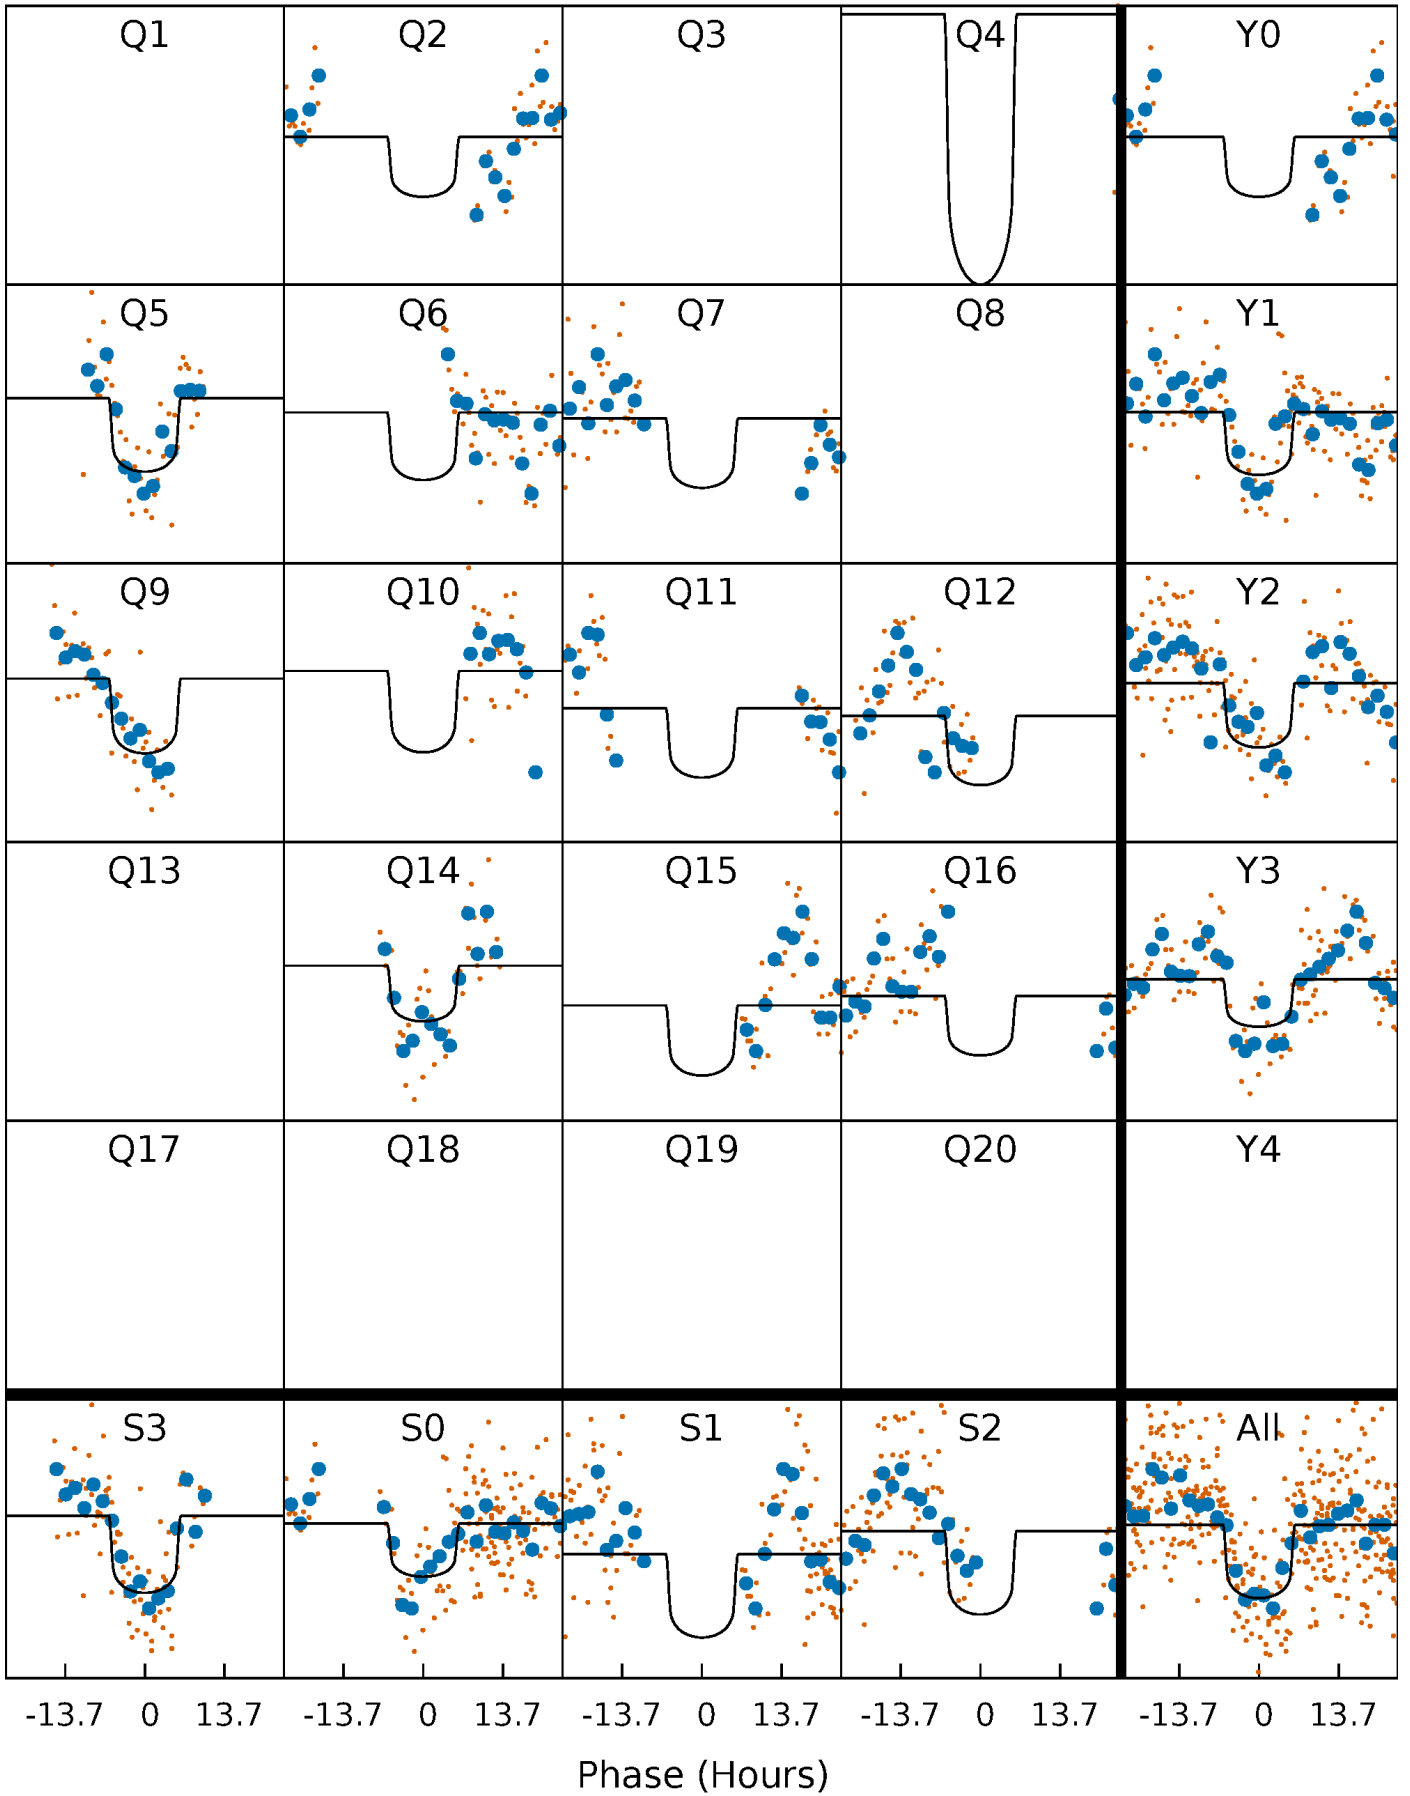 Q1 Q2 Q3 Q4 Y0
Q5 Q6 Q7 Q8 Y1
Q9 Q10 Q11 Q12 Y2
Q13 Q14 Q15 Q16 Y3
Q17 Q18 Q19 Q20 Y4
S3 S0 S1 S2 All
-13.7 0 13.7 -13.7 0 13.7 -13.7 0 13.7 -13.7 0 13.7 -13.7 0 13.7
Phase (Hours)